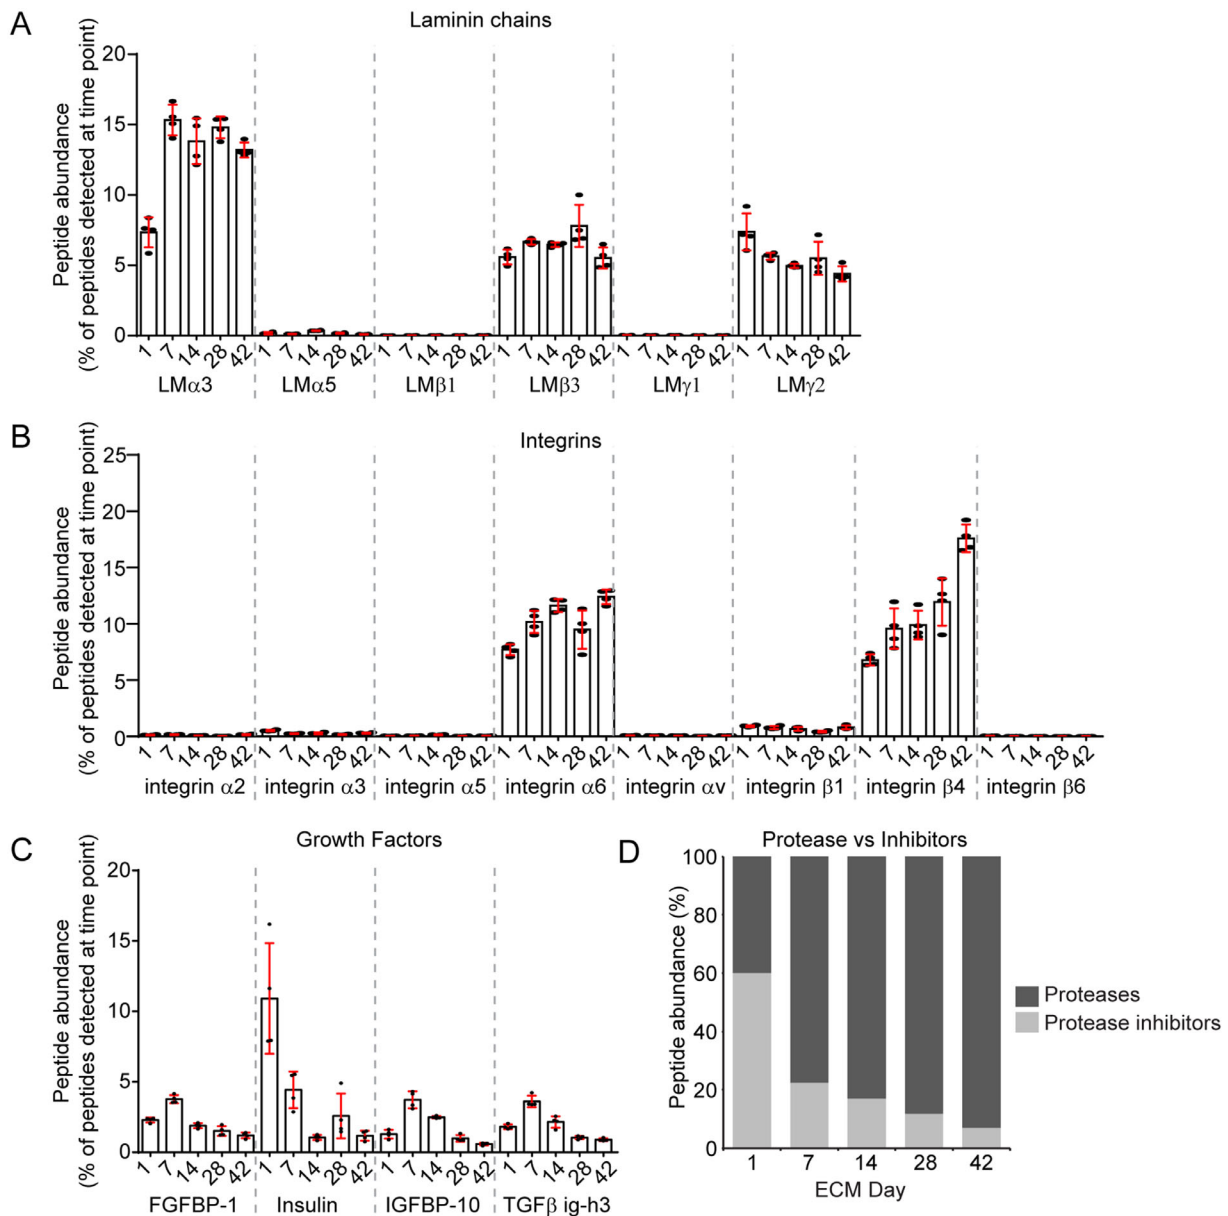 A
Laminin chains
Peptide abundance
(% of peptides detected at time point)
20
15
10
5
0
1 7 14 28 42 1 7 14 28 42 1 7 14 28 42 1 7 14 28 42 1 7 14 28 42 1 7 14 28 42
LMα3 LMα5 LMβ1 LMβ3 LMγ1 LMγ2
B
Integrins
Peptide abundance
(% of peptides detected at time point)
25
20
15
10
5
0
1 7 14 28 42 1 7 14 28 42 1 7 14 28 42 1 7 14 28 42 1 7 14 28 42 1 7 14 28 42 1 7 14 28 42 1 7 14 28 42
integrin α2 integrin α3 integrin α5 integrin α6 integrin αv integrin β1 integrin β4 integrin β6
C
Growth Factors
Peptide abundance
(% of peptides detected at time point)
20
15
10
5
0
1 7 14 28 42 1 7 14 28 42 1 7 14 28 42 1 7 14 28 42
FGFBP-1 Insulin IGFBP-10 TGFβ ig-h3
D
Protease vs Inhibitors
Peptide abundance (%)
100
80
60
40
20
0
1 7 14 28 42
ECM Day
Proteases
Protease inhibitors